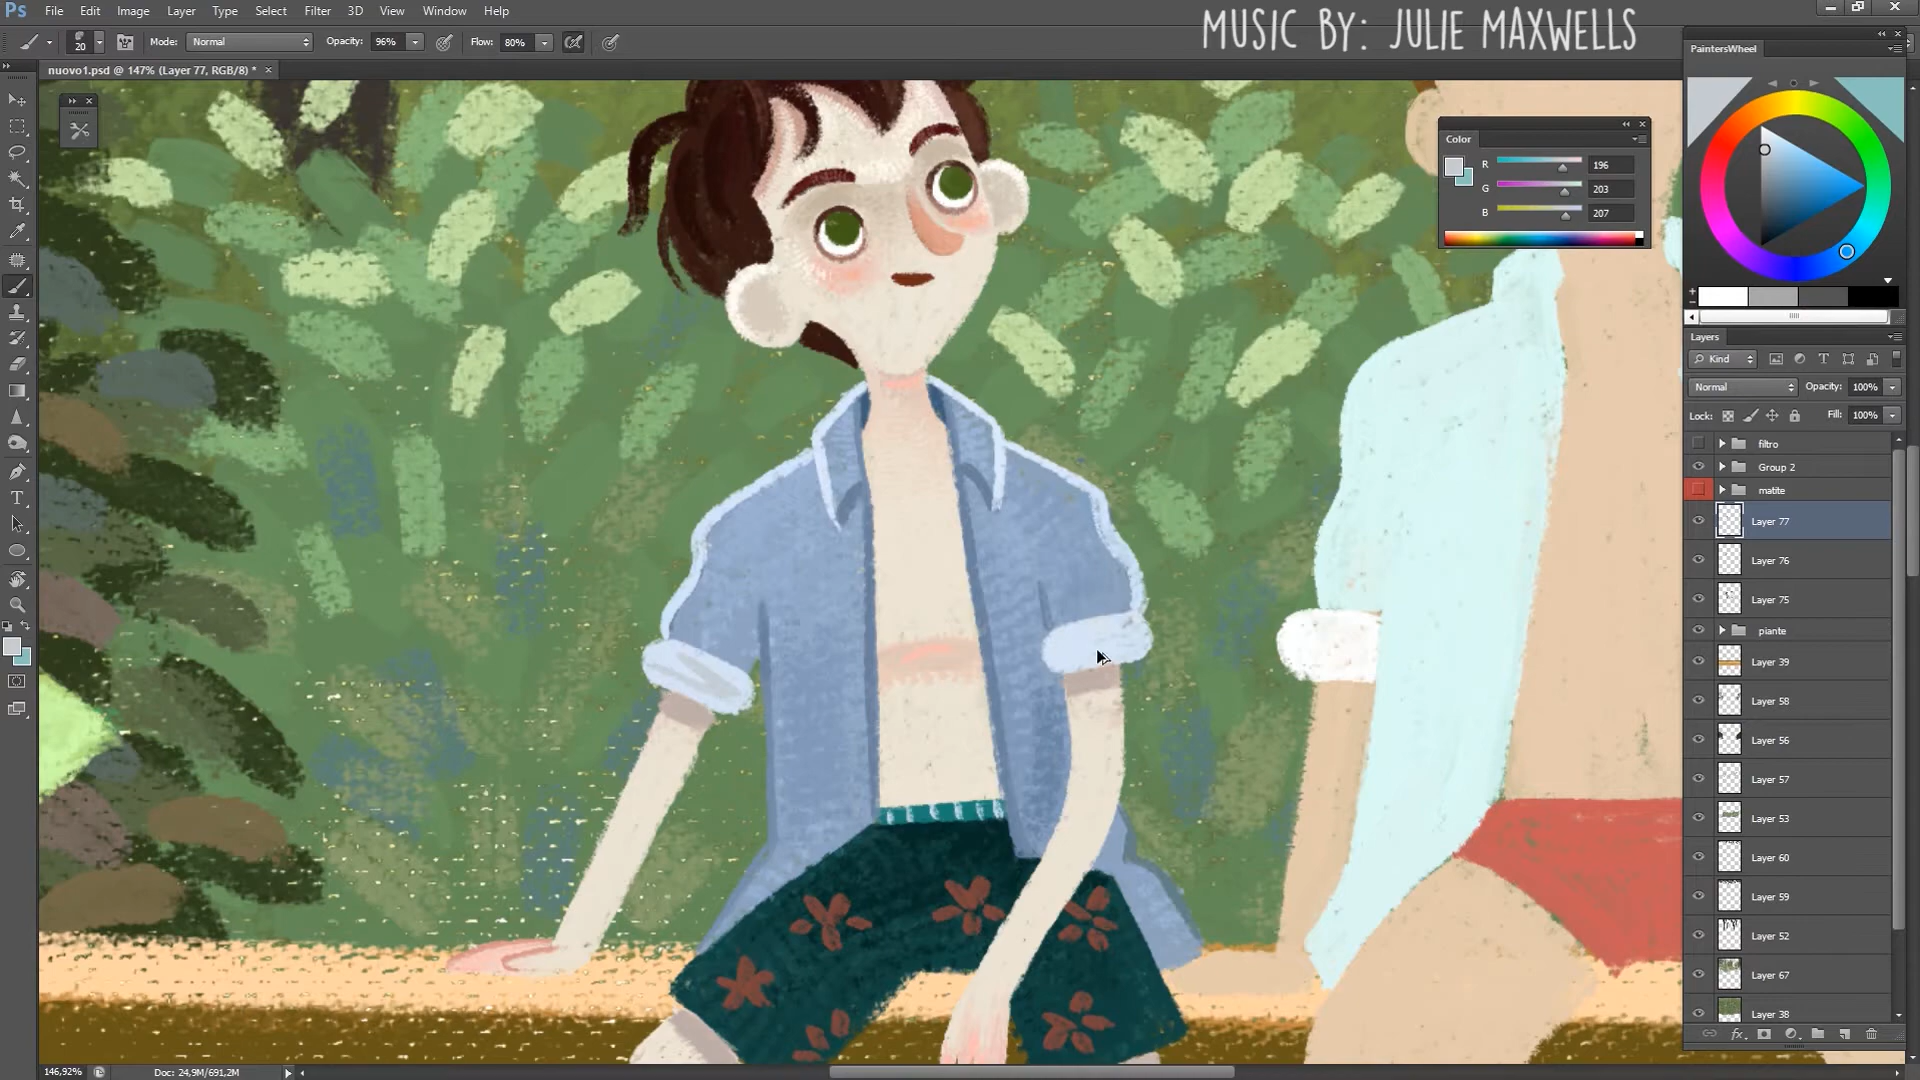 Ps File Edit Image Layer Type Select Filter 3D View Window Help
MUSIC BY: JULIE MAXWELLS
20 Mode: Normal Opacity: 96% Flow: 80%
nuovo1.psd @ 147% (Layer 77, RGB/8) * ×
PaintersWheel
Color
R 196
G 203
B 207
Layers
Kind
Normal Opacity: 100%
Lock: Fill: 100%
filtro
Group 2
matite
Layer 77
Layer 76
Layer 75
piante
Layer 39
Layer 58
Layer 56
Layer 57
Layer 53
Layer 60
Layer 59
Layer 52
Layer 67
Layer 38
146,92% Doc: 24,9M/691,2M